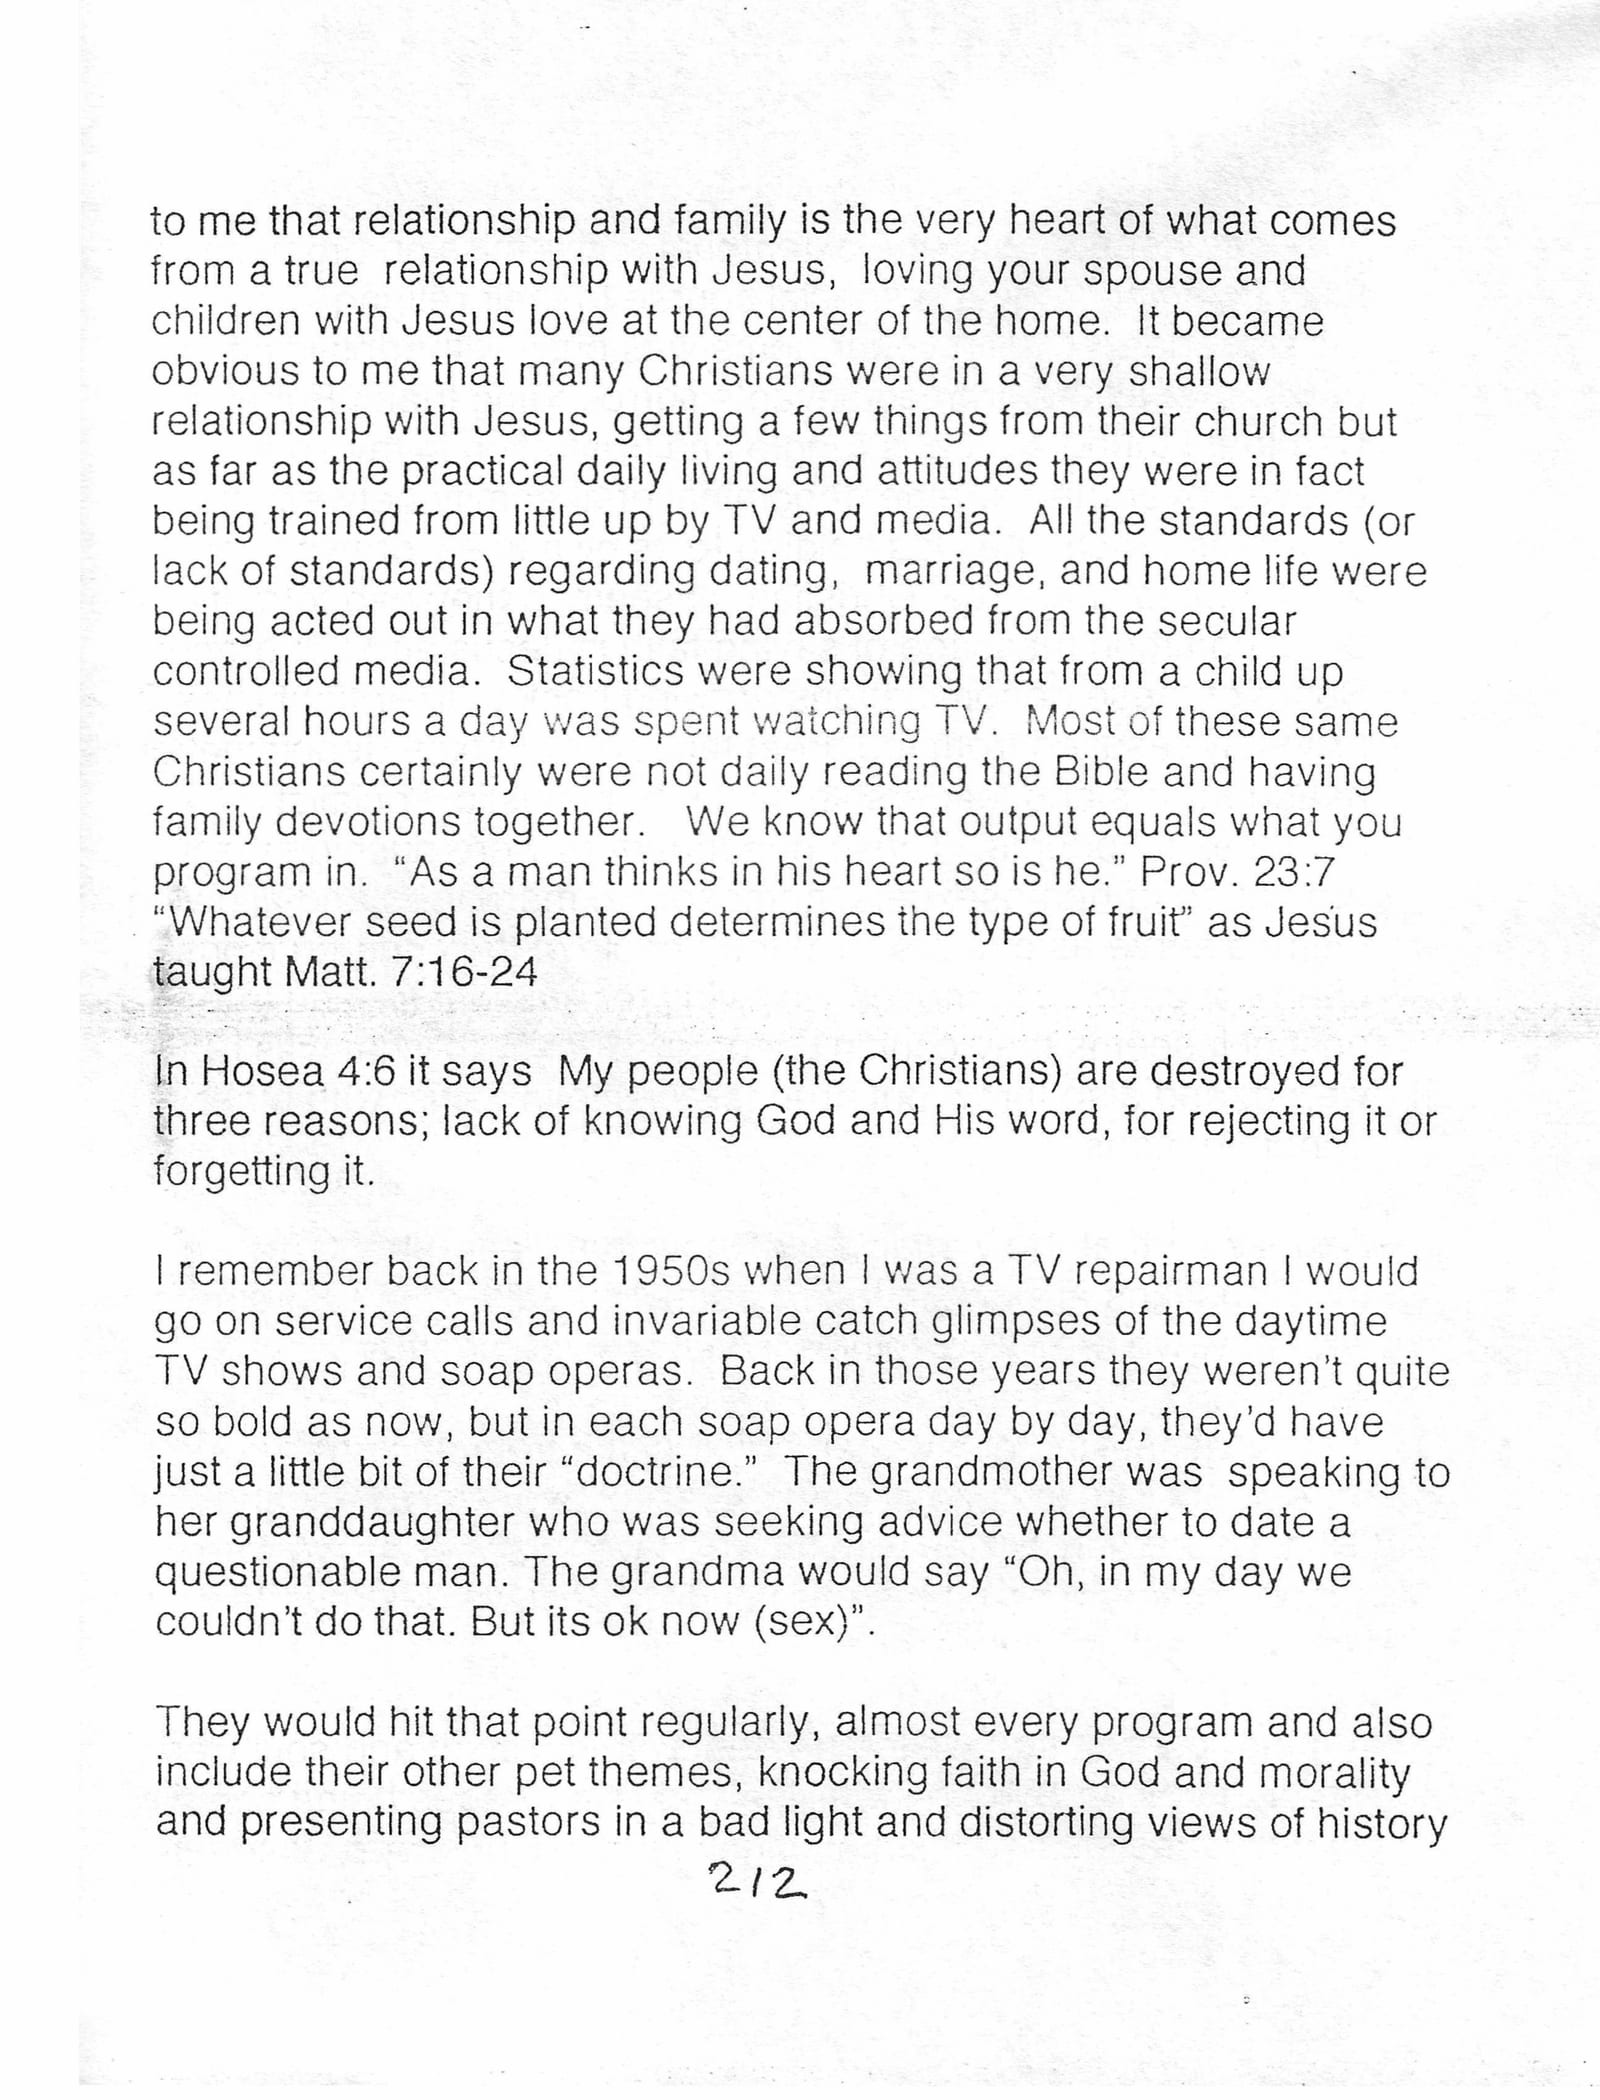 to me that relationship and family is the very heart of what comes
from a true relationship with Jesus, loving your spouse and
children with Jesus love at the center of the home. It became
obvious to me that many Christians were in a very shallow
relationship with Jesus, getting a few things from their church but
as far as the practical daily living and attitudes they were in fact
being trained from little up by TV and media. All the standards (or
lack of standards) regarding dating, marriage, and home life were
being acted out in what they had absorbed from the secular
controlled media. Statistics were showing that from a child up
several hours a day was spent watching TV. Most of these same
Christians certainly were not daily reading the Bible and having
family devotions together. We know that output equals what you
program in. “As a man thinks in his heart so is he.” Prov. 23:7
“Whatever seed is planted determines the type of fruit” as Jesus
taught Matt. 7:16-24
In Hosea 4:6 it says My people (the Christians) are destroyed for
three reasons; lack of knowing God and His word, for rejecting it or
forgetting it.
I remember back in the 1950s when I was a TV repairman I would
go on service calls and invariable catch glimpses of the daytime
TV shows and soap operas. Back in those years they weren't quite
so bold as now, but in each soap opera day by day, they'd have
just a little bit of their “doctrine.” The grandmother was speaking to
her granddaughter who was seeking advice whether to date a
questionable man. The grandma would say “Oh, in my day we
couldn't do that. But its ok now (sex)”.
They would hit that point regularly, almost every program and also
include their other pet themes, knocking faith in God and morality
and presenting pastors in a bad light and distorting views of history
212